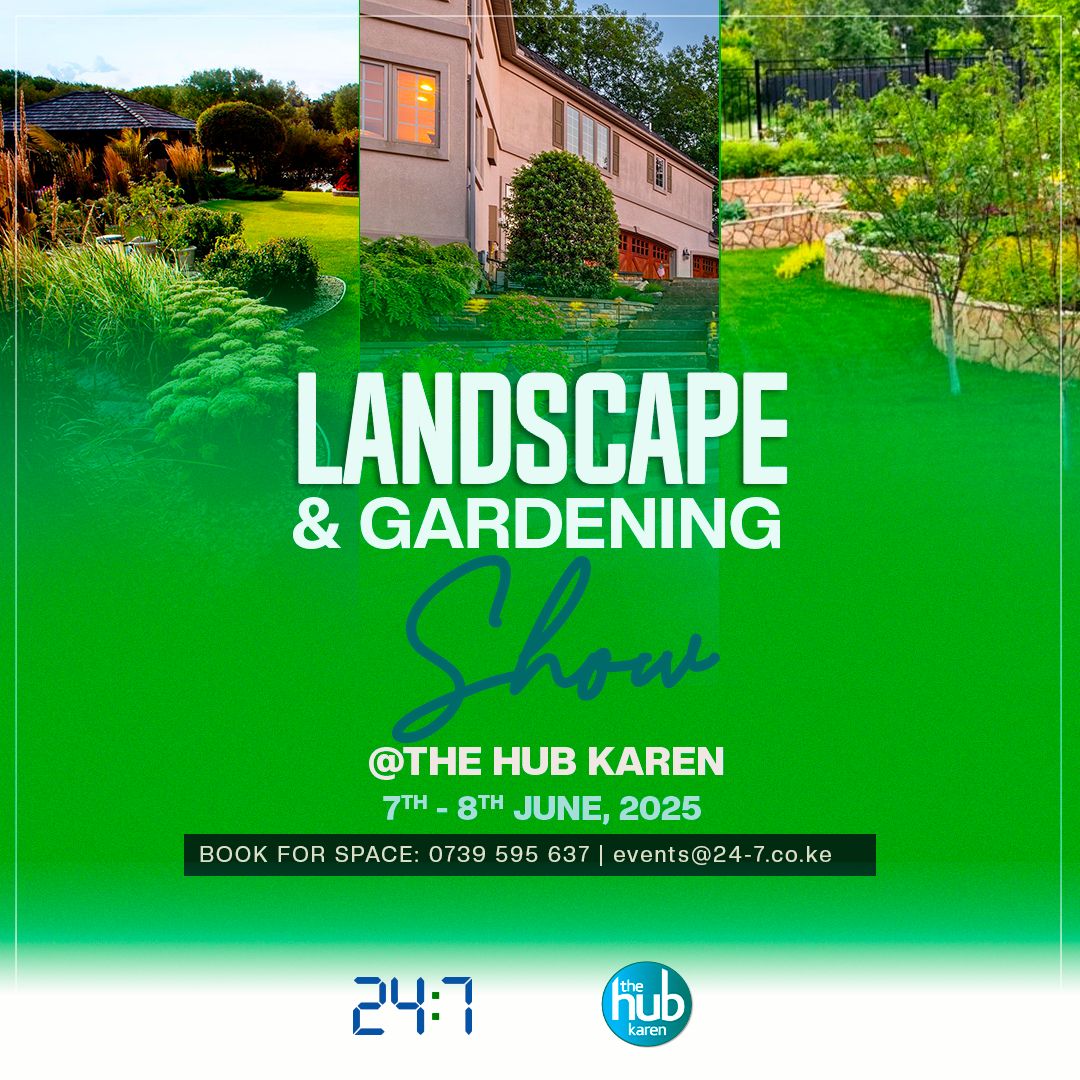 LANDSCAPE
& GARDENING
Show
@THE HUB KAREN
7TH - 8TH JUNE, 2025
BOOK FOR SPACE: 0739 595 637 | events@24-7.co.ke
24:7
the
hub
karen